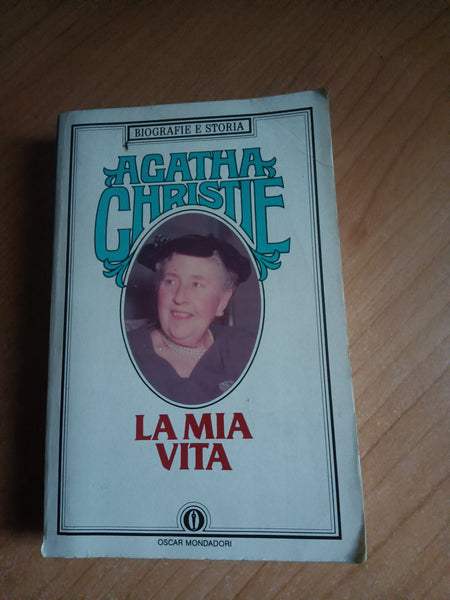 BIOGRAFIE E STORIA
AGATHA
CHRISTIE
LA MIA
VITA
OSCAR MONDADORI